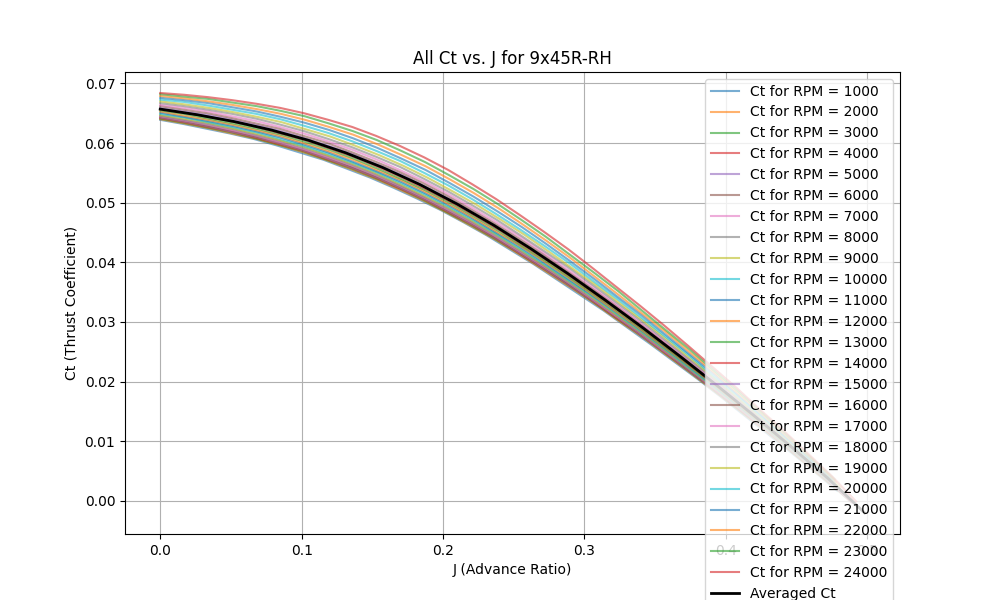 All Ct vs. J for 9x45R-RH
Ct (Thrust Coefficient)
0.07
0.06
0.05
0.04
0.03
0.02
0.01
0.00
0.0 0.1 0.2 0.3 0.4
J (Advance Ratio)
Ct for RPM = 1000
Ct for RPM = 2000
Ct for RPM = 3000
Ct for RPM = 4000
Ct for RPM = 5000
Ct for RPM = 6000
Ct for RPM = 7000
Ct for RPM = 8000
Ct for RPM = 9000
Ct for RPM = 10000
Ct for RPM = 11000
Ct for RPM = 12000
Ct for RPM = 13000
Ct for RPM = 14000
Ct for RPM = 15000
Ct for RPM = 16000
Ct for RPM = 17000
Ct for RPM = 18000
Ct for RPM = 19000
Ct for RPM = 20000
Ct for RPM = 21000
Ct for RPM = 22000
Ct for RPM = 23000
Ct for RPM = 24000
Averaged Ct